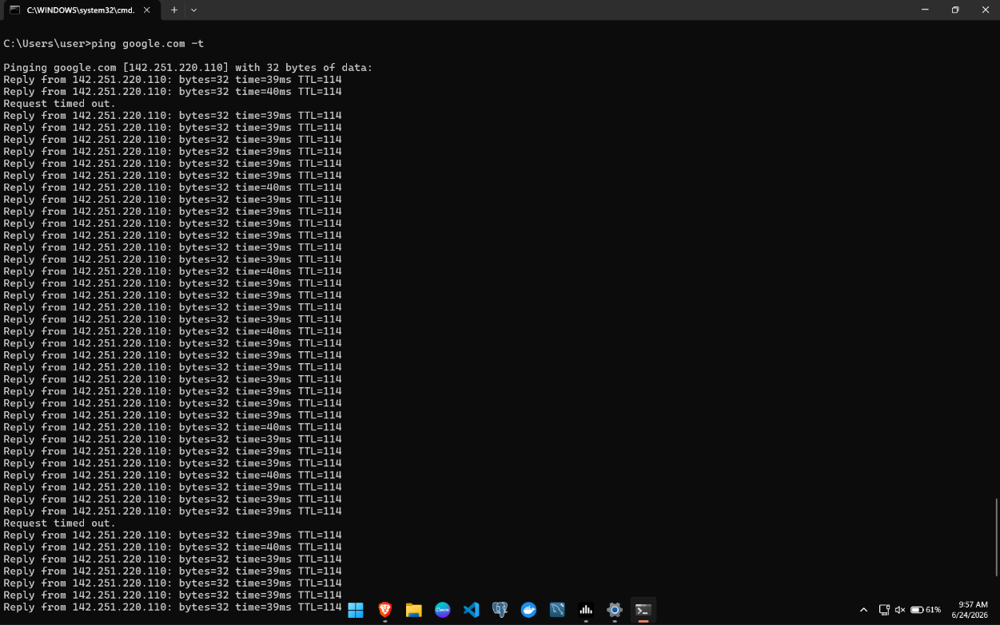 C:\WINDOWS\system32\cmd.
C:\Users\user>ping google.com -t
Pinging google.com [142.251.220.110] with 32 bytes of data:
Reply from 142.251.220.110: bytes=32 time=39ms TTL=114
Reply from 142.251.220.110: bytes=32 time=40ms TTL=114
Request timed out.
Reply from 142.251.220.110: bytes=32 time=39ms TTL=114
Reply from 142.251.220.110: bytes=32 time=39ms TTL=114
Reply from 142.251.220.110: bytes=32 time=39ms TTL=114
Reply from 142.251.220.110: bytes=32 time=39ms TTL=114
Reply from 142.251.220.110: bytes=32 time=39ms TTL=114
Reply from 142.251.220.110: bytes=32 time=39ms TTL=114
Reply from 142.251.220.110: bytes=32 time=40ms TTL=114
Reply from 142.251.220.110: bytes=32 time=39ms TTL=114
Reply from 142.251.220.110: bytes=32 time=39ms TTL=114
Reply from 142.251.220.110: bytes=32 time=39ms TTL=114
Reply from 142.251.220.110: bytes=32 time=39ms TTL=114
Reply from 142.251.220.110: bytes=32 time=39ms TTL=114
Reply from 142.251.220.110: bytes=32 time=39ms TTL=114
Reply from 142.251.220.110: bytes=32 time=40ms TTL=114
Reply from 142.251.220.110: bytes=32 time=39ms TTL=114
Reply from 142.251.220.110: bytes=32 time=39ms TTL=114
Reply from 142.251.220.110: bytes=32 time=39ms TTL=114
Reply from 142.251.220.110: bytes=32 time=39ms TTL=114
Reply from 142.251.220.110: bytes=32 time=40ms TTL=114
Reply from 142.251.220.110: bytes=32 time=39ms TTL=114
Reply from 142.251.220.110: bytes=32 time=39ms TTL=114
Reply from 142.251.220.110: bytes=32 time=39ms TTL=114
Reply from 142.251.220.110: bytes=32 time=39ms TTL=114
Reply from 142.251.220.110: bytes=32 time=39ms TTL=114
Reply from 142.251.220.110: bytes=32 time=39ms TTL=114
Reply from 142.251.220.110: bytes=32 time=39ms TTL=114
Reply from 142.251.220.110: bytes=32 time=40ms TTL=114
Reply from 142.251.220.110: bytes=32 time=39ms TTL=114
Reply from 142.251.220.110: bytes=32 time=39ms TTL=114
Reply from 142.251.220.110: bytes=32 time=39ms TTL=114
Reply from 142.251.220.110: bytes=32 time=40ms TTL=114
Reply from 142.251.220.110: bytes=32 time=39ms TTL=114
Reply from 142.251.220.110: bytes=32 time=39ms TTL=114
Reply from 142.251.220.110: bytes=32 time=39ms TTL=114
Request timed out.
Reply from 142.251.220.110: bytes=32 time=39ms TTL=114
Reply from 142.251.220.110: bytes=32 time=40ms TTL=114
Reply from 142.251.220.110: bytes=32 time=39ms TTL=114
Reply from 142.251.220.110: bytes=32 time=39ms TTL=114
Reply from 142.251.220.110: bytes=32 time=39ms TTL=114
Reply from 142.251.220.110: bytes=32 time=39ms TTL=114
Reply from 142.251.220.110: bytes=32 time=39ms TTL=114
Canva
61%
9:57 AM
6/24/2026